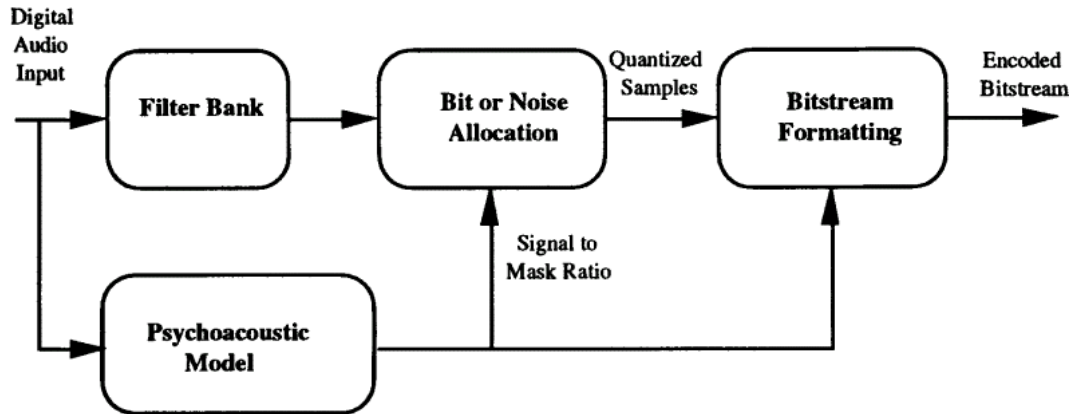 Digital
Audio
Input
Filter Bank
Bit or Noise
Allocation
Quantized
Samples
Bitstream
Formatting
Encoded
Bitstream
Signal to
Mask Ratio
Psychoacoustic
Model